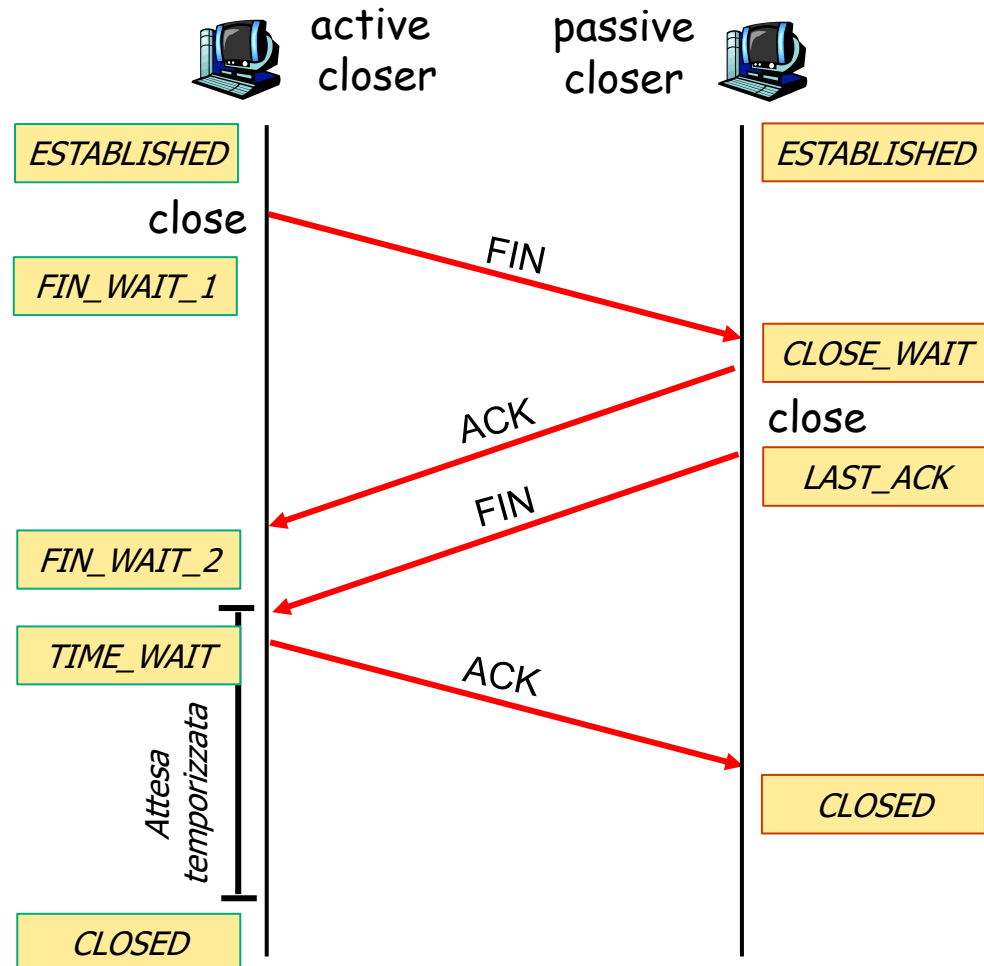 active
closer
passive
closer
ESTABLISHED
ESTABLISHED
close
FIN
FIN_WAIT_1
CLOSE_WAIT
ACK
close
LAST_ACK
FIN
FIN_WAIT_2
TIME_WAIT
ACK
Attesa
temporizzata
CLOSED
CLOSED